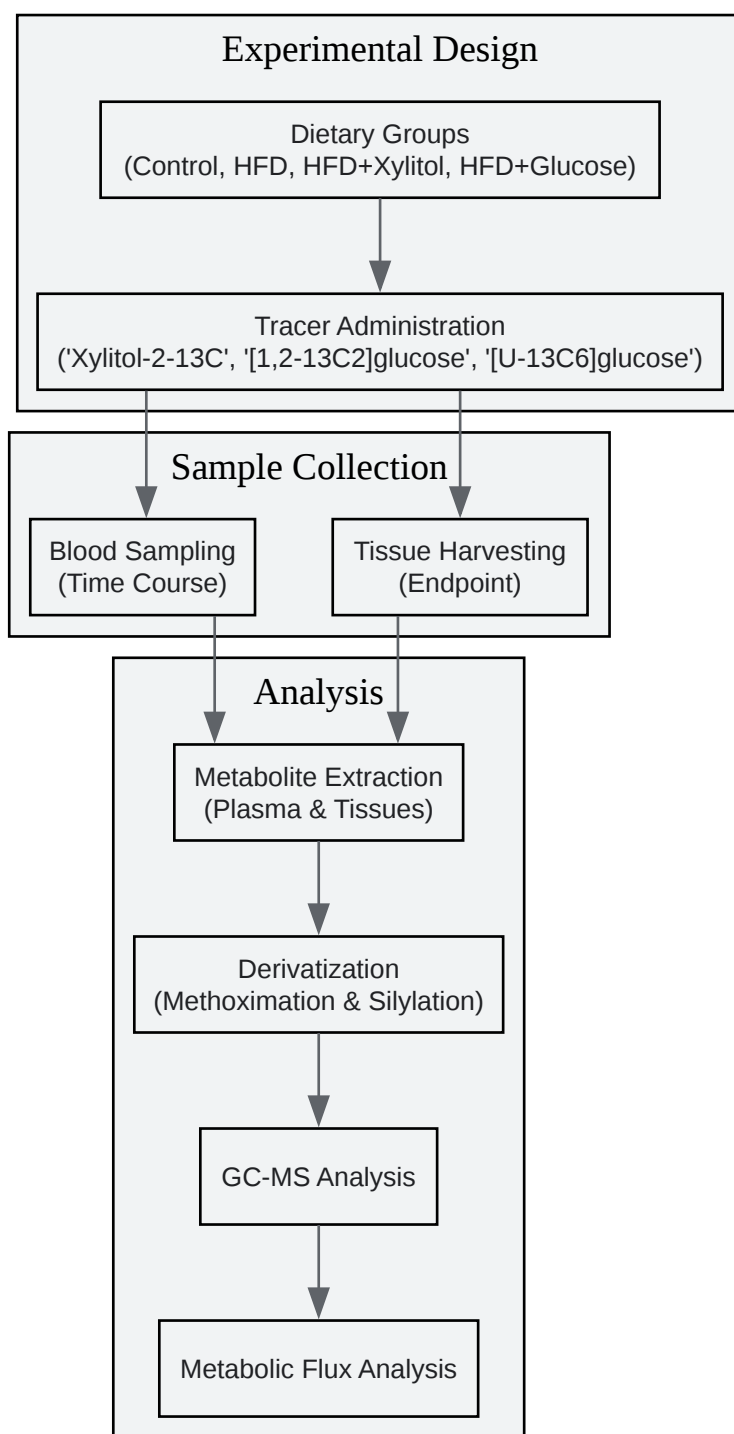 Experimental Design
Dietary Groups
(Control, HFD, HFD+Xylitol, HFD+Glucose)
Tracer Administration
('Xylitol-2-13C', '[1,2-13C2]glucose', '[U-13C6]glucose')
Sample Collection
Blood Sampling
(Time Course)
Tissue Harvesting
(Endpoint)
Analysis
Metabolite Extraction
(Plasma & Tissues)
Derivatization
(Methoximation & Silylation)
GC-MS Analysis
Metabolic Flux Analysis